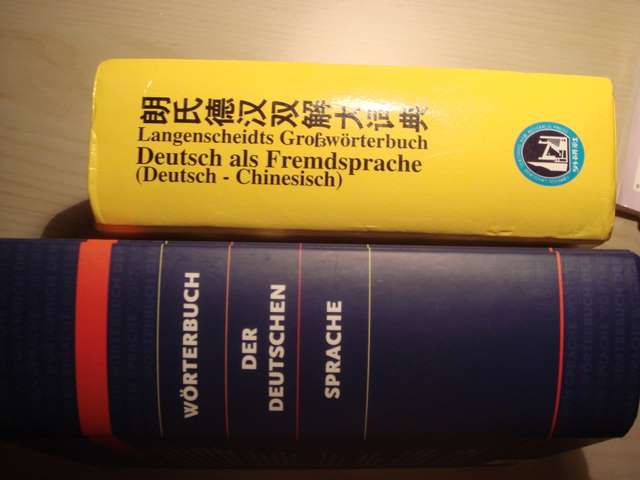 朗氏德汉双解大词典
Langenscheidts Großwörterbuch
Deutsch als Fremdsprache
(Deutsch - Chinesisch)
WÖRTERBUCH
DER
DEUTSCHEN
SPRACHE